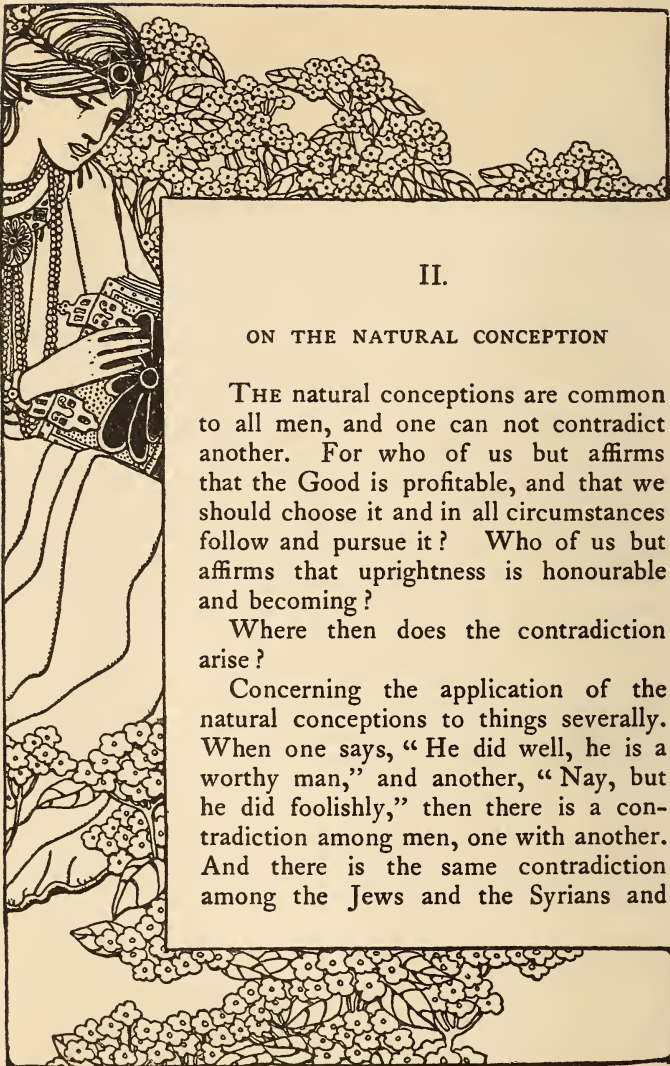 II.
ON THE NATURAL CONCEPTION
THE natural conceptions are common
to all men, and one can not contradict
another. For who of us but affirms
that the Good is profitable, and that we
should choose it and in all circumstances
follow and pursue it? Who of us but
affirms that uprightness is honourable
and becoming?
Where then does the contradiction
arise?
Concerning the application of the
natural conceptions to things severally.
When one says, “ He did well, he is a
worthy man,” and another, “ Nay, but
he did foolishly,” then there is a con-
tradiction among men, one with another.
And there is the same contradiction
among the Jews and the Syrians and